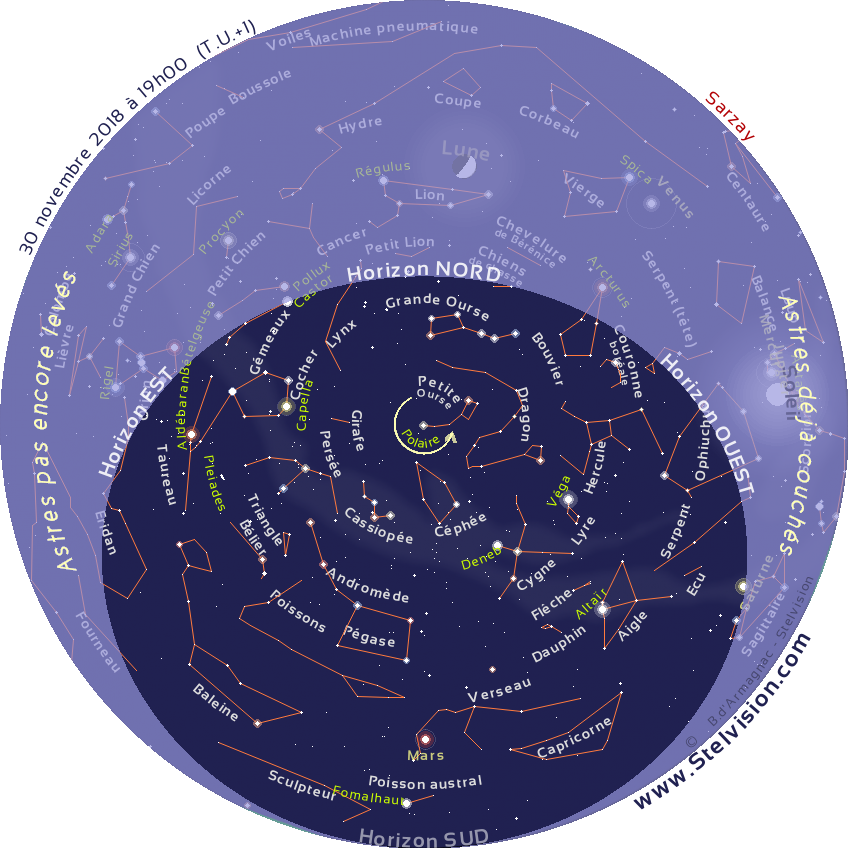 30 novembre 2018 à 19h00 (T.U.+1)
Sarzay
Voiles
Machine pneumatique
Poupe
Boussole
Coupe
Corbeau
Hydre
Lune
Régulus
Lion
Spica
Vénus
Vierge
Centaure
Licorne
Procyon
Petit Chien
Cancer
Petit Lion
Chevelure
de Bérénice
Chiens
Adara
Sirius
Grand Chien
Pollux
Castor
Arcturus
Serpent (tête)
Balance
Soleil
Lièvre
Rigel
Bételgeuse
Astres pas encore levés
Astres déjà couchés
Horizon NORD
Horizon EST
Horizon OUEST
Horizon SUD
Grande Ourse
Lynx
Gémeaux
Cocher
Capella
Bouvier
Couronne
boréale
Petite
Ourse
Polaire
Dragon
Girafe
Persée
Aldébaran
Taureau
Pleiades
Hercule
Ophiuchus
Véga
Lyre
Cassiopée
Céphée
Triangle
Bélier
Eridan
Deneb
Cygne
Serpent
Ecu
Andromède
Flèche
Altaïr
Aigle
Dauphin
Poissons
Pégase
Saturne
Sagittaire
Fourneau
Baleine
Verseau
Capricorne
Mars
Poisson austral
Sculpteur
Fomalhaut
© B.d'Armagnac - Stelvision
www.Stelvision.com